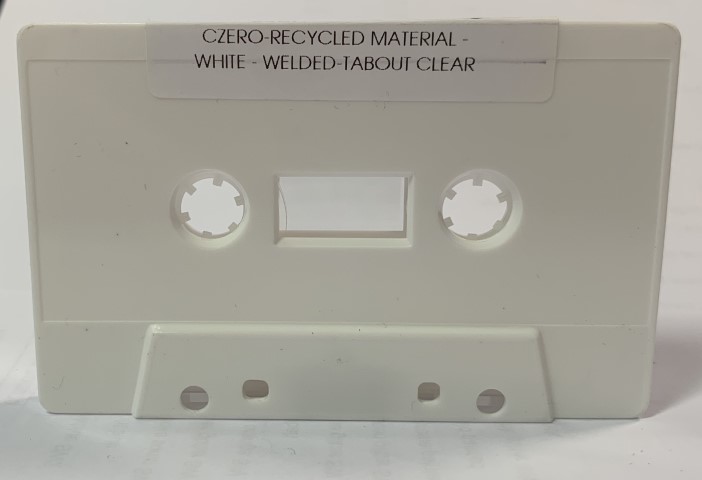 CZERO-RECYCLED MATERIAL -
WHITE - WELDED-TABOUT CLEAR